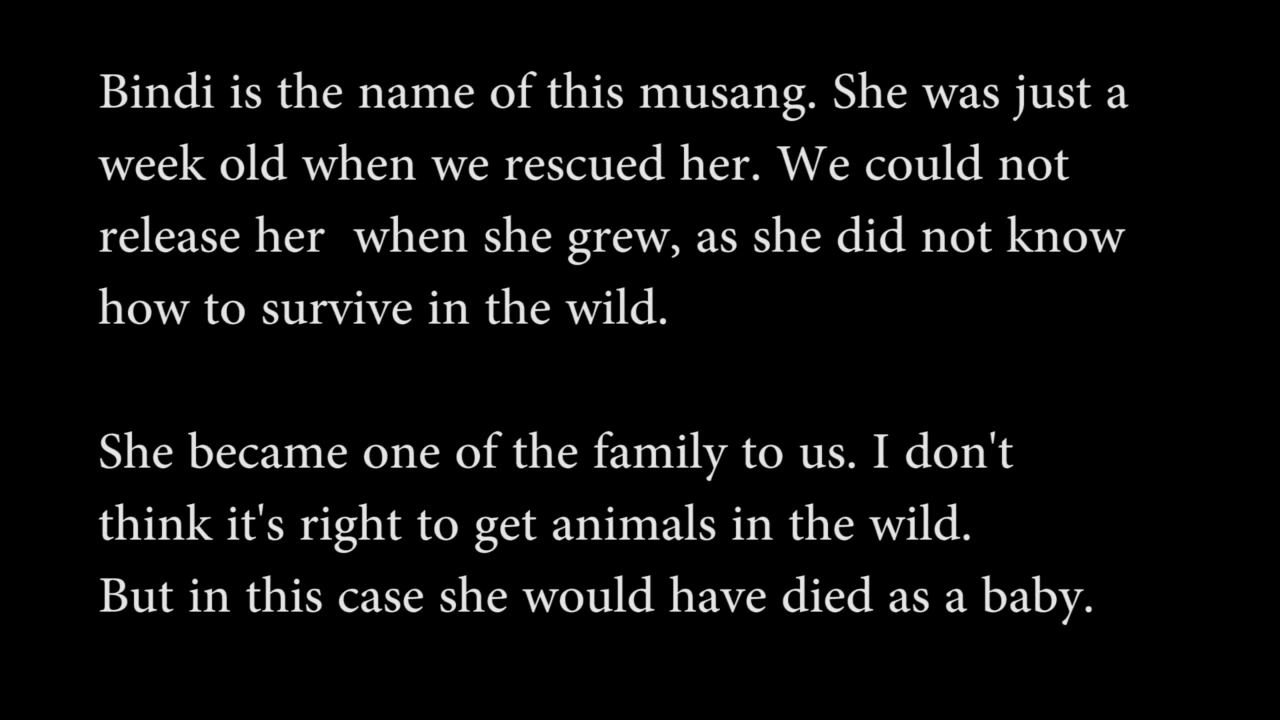 Bindi is the name of this musang. She was just a
week old when we rescued her. We could not
release her  when she grew, as she did not know
how to survive in the wild.
She became one of the family to us. I don't
think it's right to get animals in the wild.
But in this case she would have died as a baby.